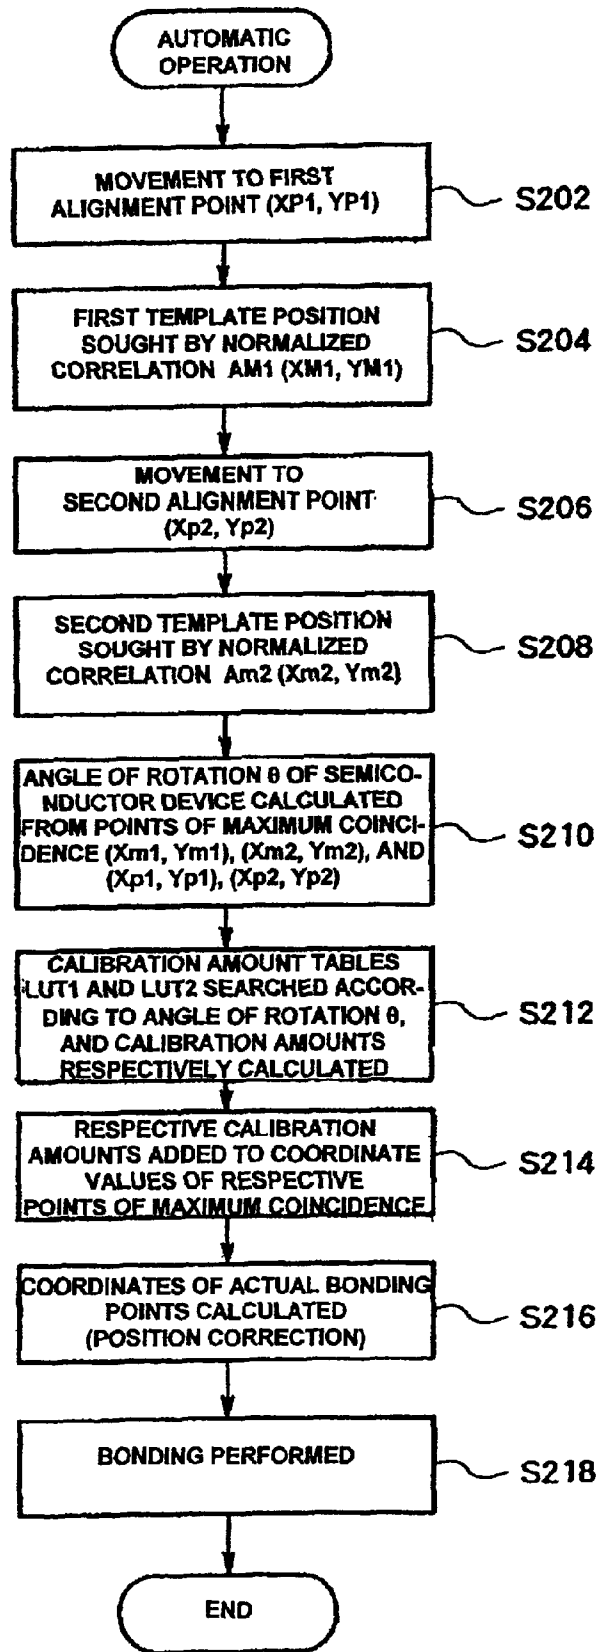 AUTOMATIC
OPERATION
MOVEMENT TO FIRST
ALIGNMENT POINT (XP1, YP1)
S202
FIRST TEMPLATE POSITION
SOUGHT BY NORMALIZED
CORRELATION AM1 (XM1, YM1)
S204
MOVEMENT TO
SECOND ALIGNMENT POINT
(Xp2, Yp2)
S206
SECOND TEMPLATE POSITION
SOUGHT BY NORMALIZED
CORRELATION Am2 (Xm2, Ym2)
S208
ANGLE OF ROTATION θ OF SEMICO-
NDUCTOR DEVICE CALCULATED
FROM POINTS OF MAXIMUM COINCI-
DENCE (Xm1, Ym1), (Xm2, Ym2), AND
(Xp1, Yp1), (Xp2, Yp2)
S210
CALIBRATION AMOUNT TABLES
LUT1 AND LUT2 SEARCHED ACCOR-
DING TO ANGLE OF ROTATION θ,
AND CALIBRATION AMOUNTS
RESPECTIVELY CALCULATED
S212
RESPECTIVE CALIBRATION
AMOUNTS ADDED TO COORDINATE
VALUES OF RESPECTIVE
POINTS OF MAXIMUM COINCIDENCE
S214
COORDINATES OF ACTUAL BONDING
POINTS CALCULATED
(POSITION CORRECTION)
S216
BONDING PERFORMED
S218
END